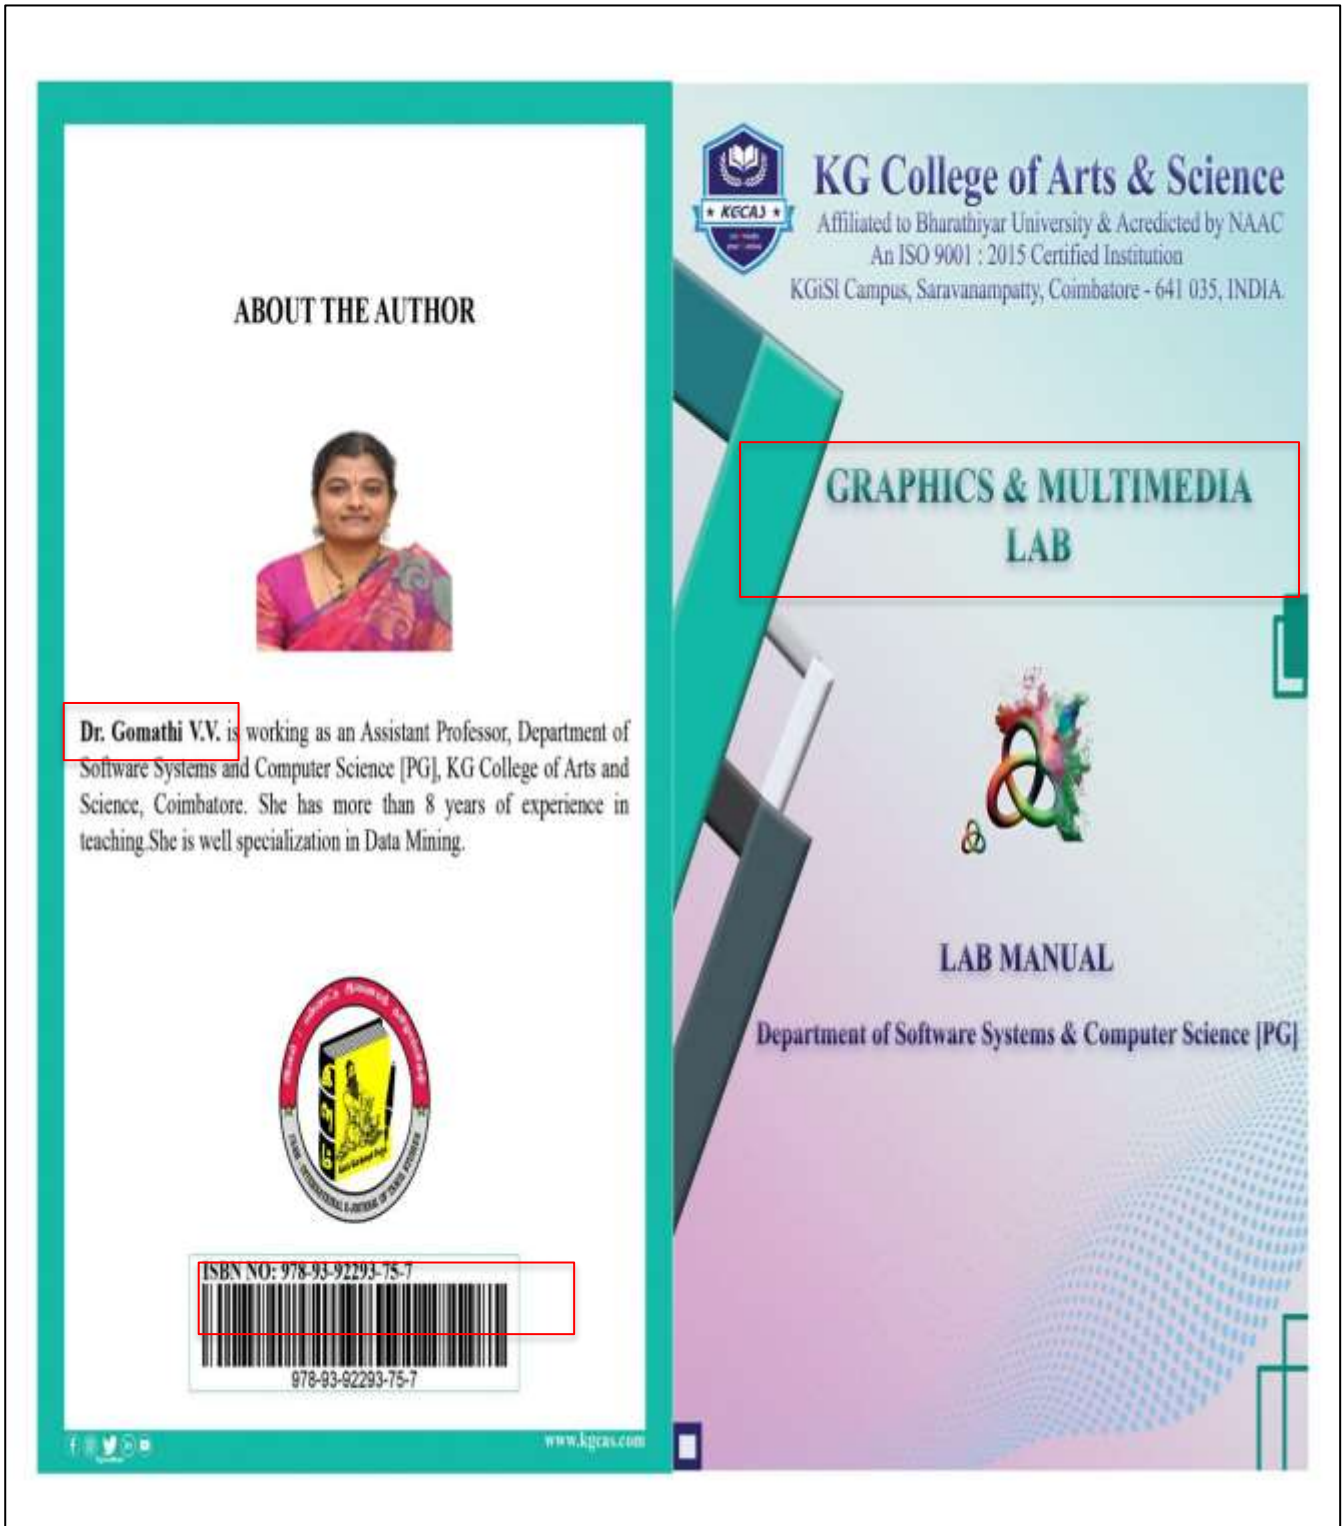 ABOUT THE AUTHOR
Dr. Gomathi V.V. is working as an Assistant Professor, Department of
Software Systems and Computer Science [PG], KG College of Arts and
Science, Coimbatore. She has more than 8 years of experience in
teaching.She is well specialization in Data Mining.
INTERNATIONAL E-JOURNAL OF TAMIL STUDIES
ISBN NO: 978-93-92293-75-7
978-93-92293-75-7
www.kgcas.com
KGCAS
KG College of Arts & Science
Affiliated to Bharathiyar University & Acredicted by NAAC
An ISO 9001 : 2015 Certified Institution
KGiSl Campus, Saravanampatty, Coimbatore - 641 035, INDIA.
GRAPHICS & MULTIMEDIA
LAB
LAB MANUAL
Department of Software Systems & Computer Science [PG]